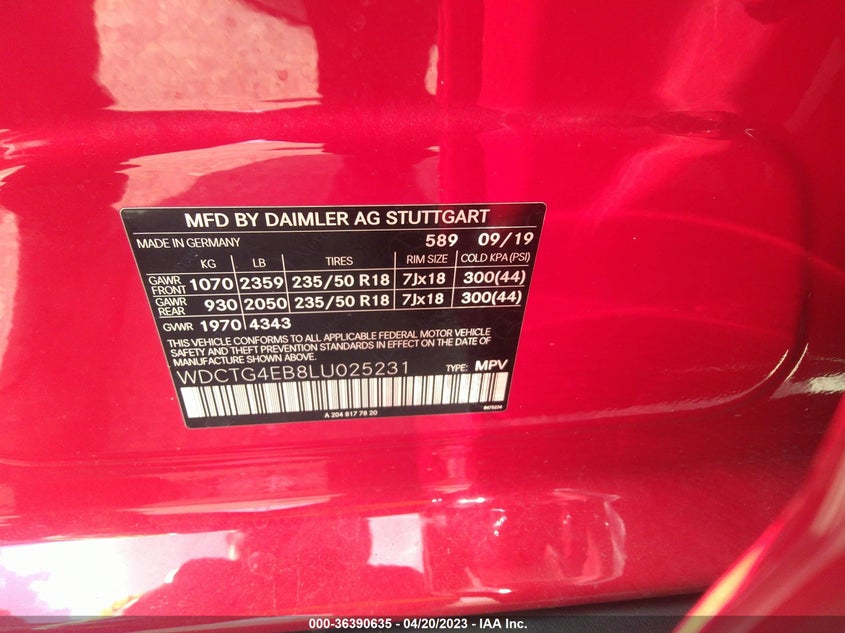 MFD BY DAIMLER AG STUTTGART
MADE IN GERMANY 589 09/19
KG LB TIRES RIM SIZE COLD KPA (PSI)
GAWR FRONT 1070 2359 235/50 R18 7Jx18 300(44)
GAWR REAR 930 2050 235/50 R18 7Jx18 300(44)
GVWR 1970 4343
THIS VEHICLE CONFORMS TO ALL APPLICABLE FEDERAL MOTOR VEHICLE
SAFETY AND THEFT PREVENTION STANDARDS IN EFFECT ON THE DATE OF
MANUFACTURE SHOWN ABOVE.
WDCTG4EB8LU025231 TYPE: MPV
A 204 817 78 20
000-36390635 - 04/20/2023 - IAA Inc.